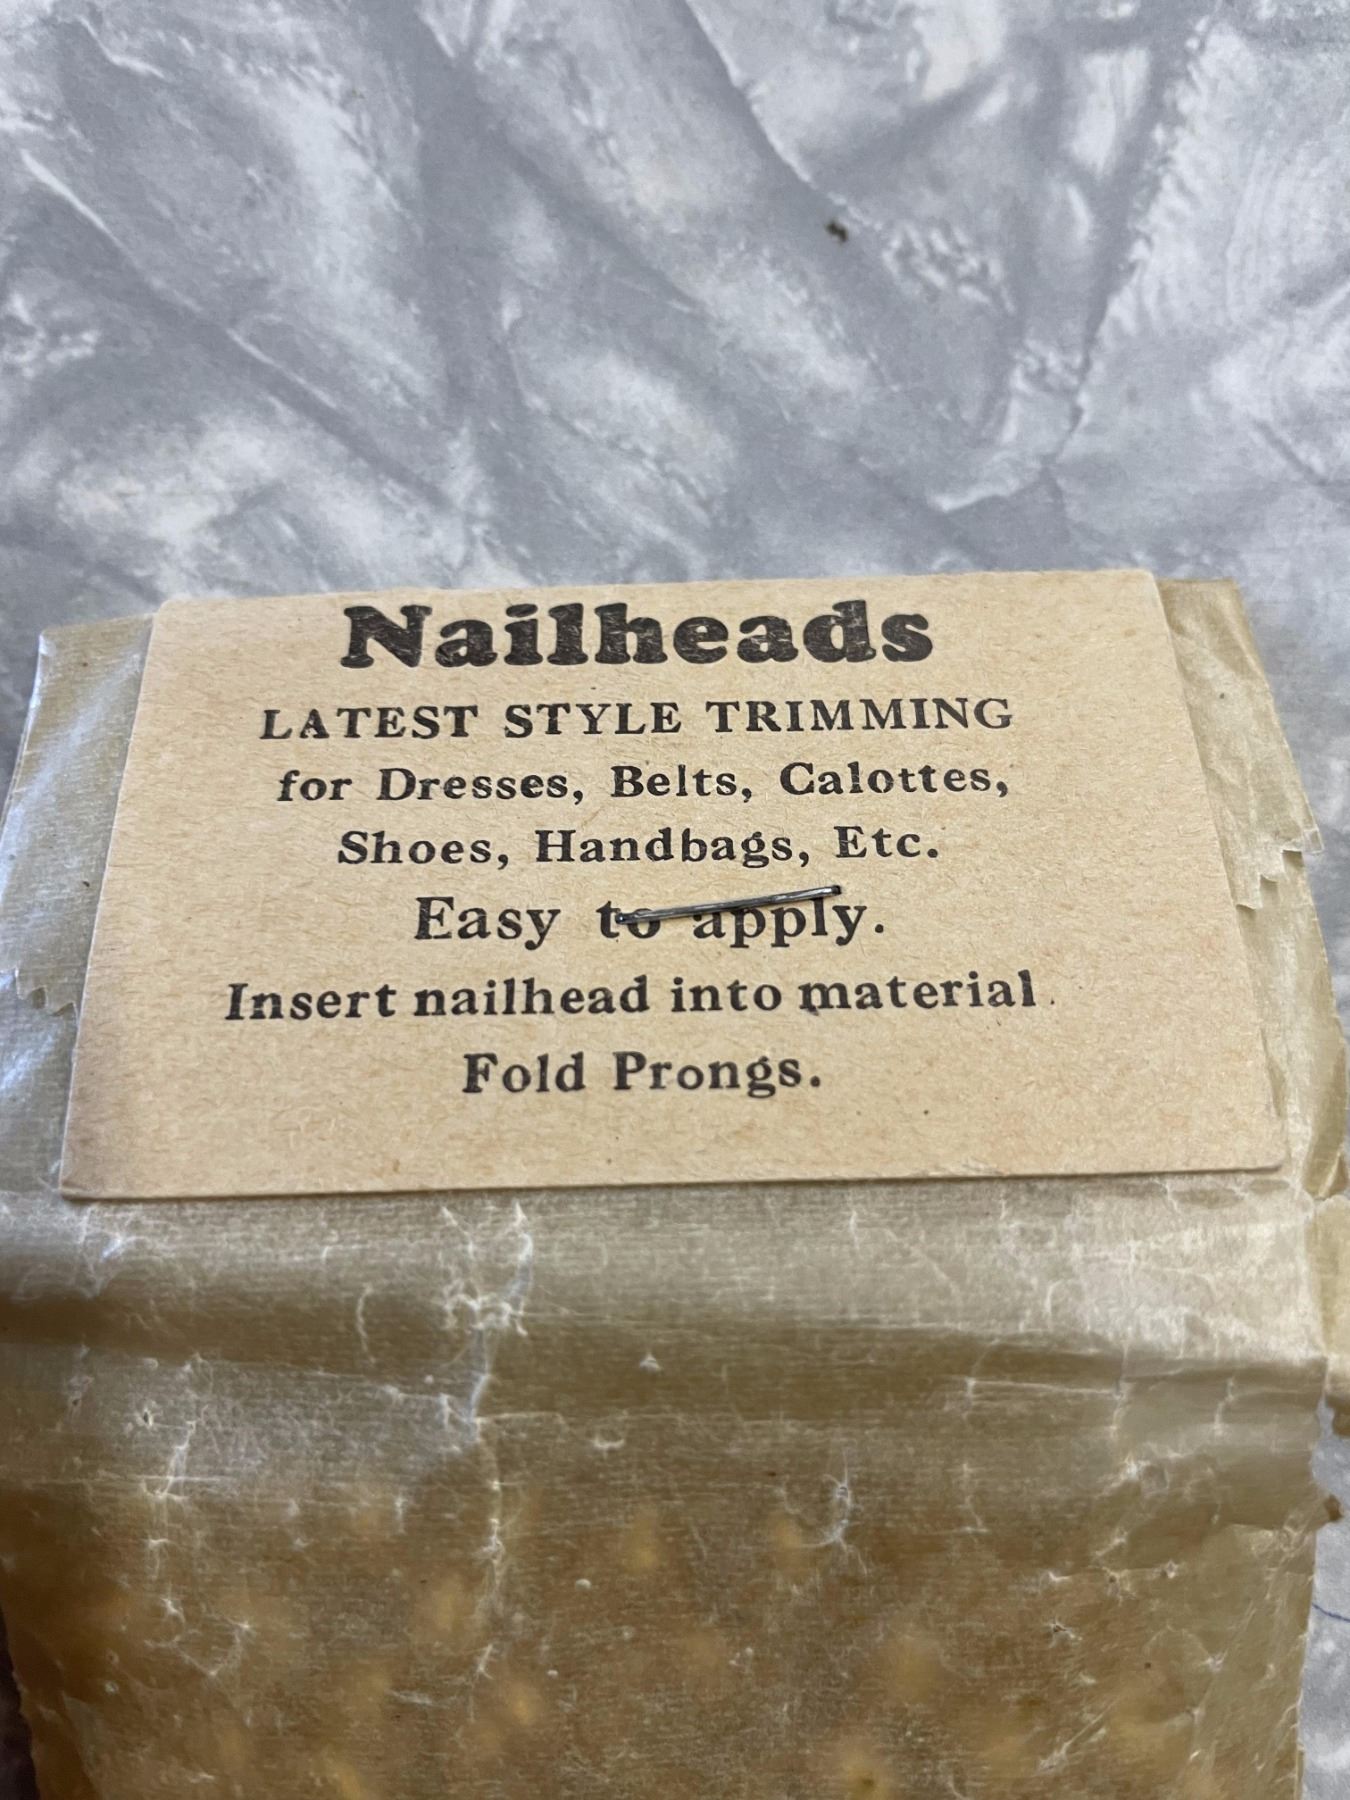 Nailheads
LATEST STYLE TRIMMING
for Dresses, Belts, Calottes,
Shoes, Handbags, Etc.
Easy to apply.
Insert nailhead into material.
Fold Prongs.